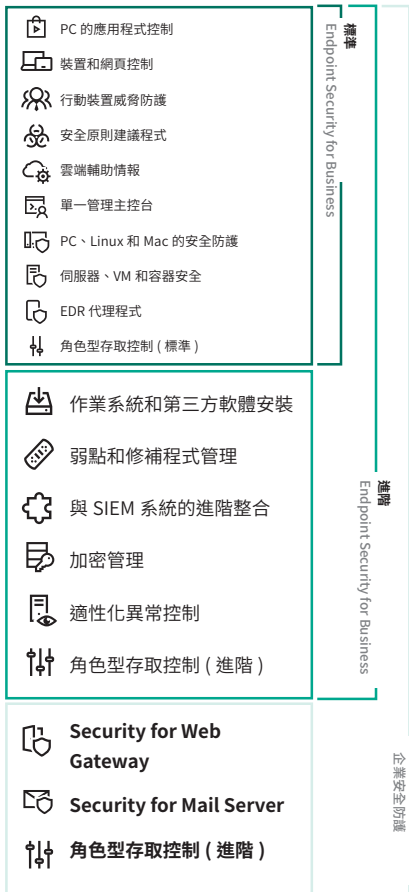 PC 的應用程式控制
裝置和網頁控制
行動裝置威脅防護
安全原則建議程式
雲端輔助情報
單一管理主控台
PC、Linux 和 Mac 的安全防護
伺服器、VM 和容器安全
EDR 代理程式
角色型存取控制 ( 標準 )
標準
Endpoint Security for Business
作業系統和第三方軟體安裝
弱點和修補程式管理
與 SIEM 系統的進階整合
加密管理
適性化異常控制
角色型存取控制 ( 進階 )
進階
Endpoint Security for Business
Security for Web
Gateway
Security for Mail Server
角色型存取控制 ( 進階 )
企業安全防護